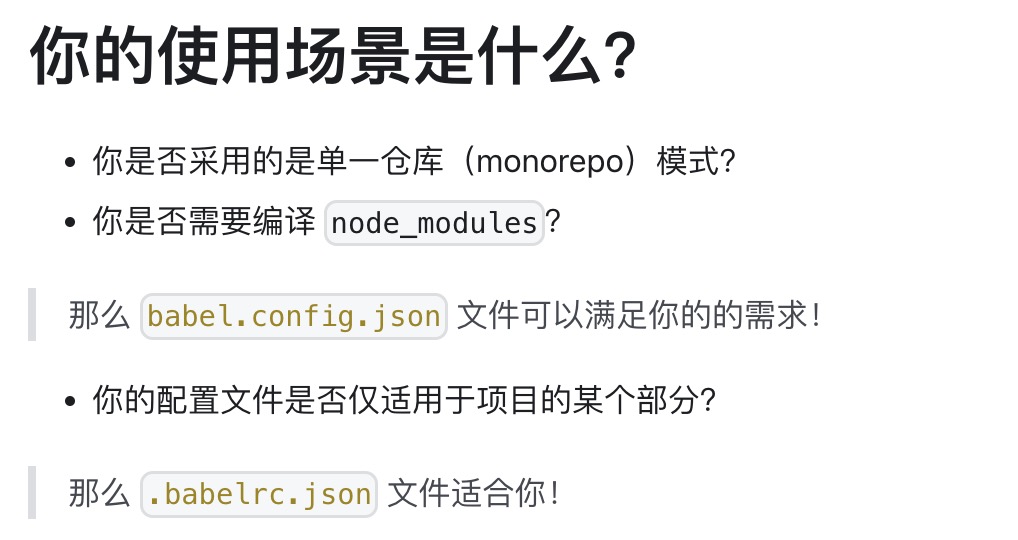 你的使用场景是什么？
你是否采用的是单一仓库（monorepo）模式？
你是否需要编译 node_modules？
那么 babel.config.json 文件可以满足你的的需求！
你的配置文件是否仅适用于项目的某个部分？
那么 .babelrc.json 文件适合你！